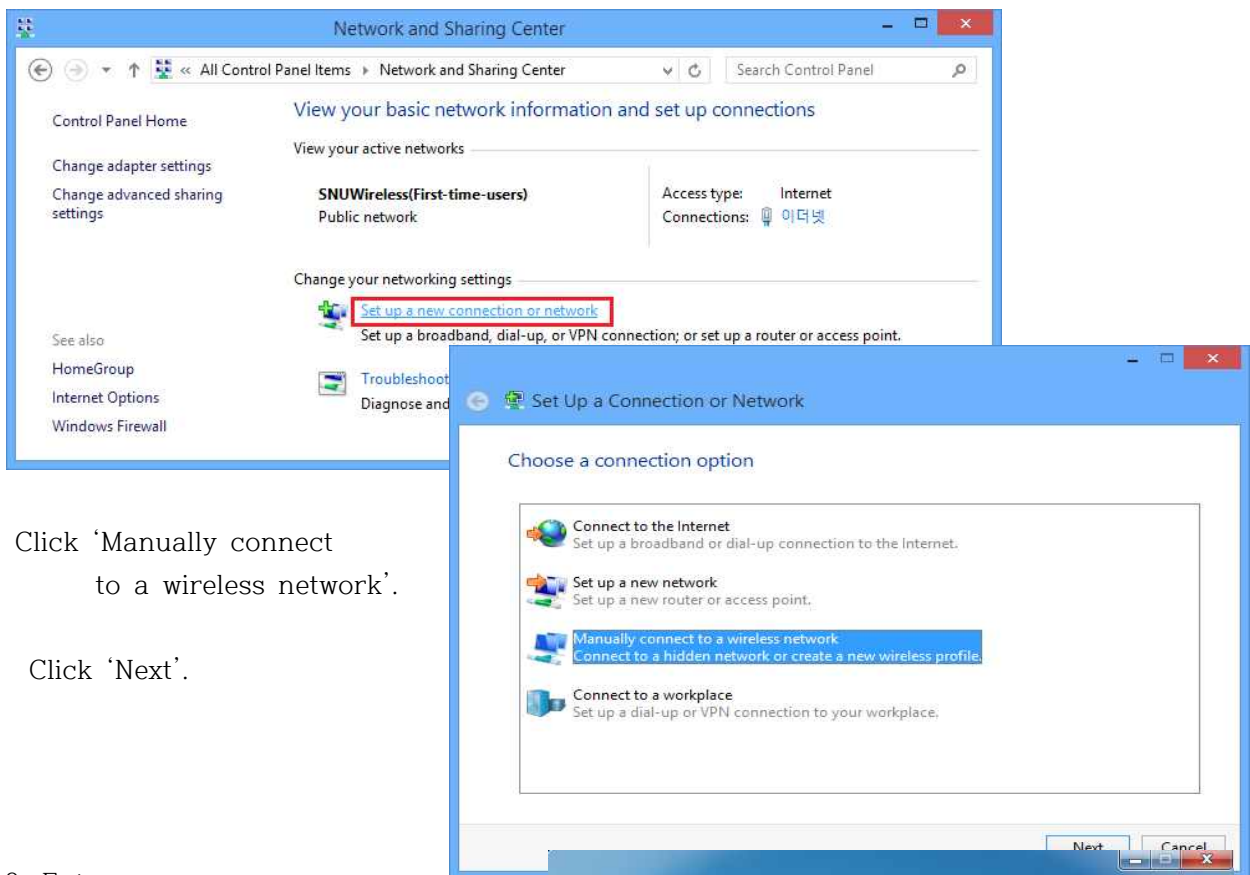 Network and Sharing Center
« All Control Panel Items ▸ Network and Sharing Center
Search Control Panel
Control Panel Home
Change adapter settings
Change advanced sharing
settings
See also
HomeGroup
Internet Options
Windows Firewall
View your basic network information and set up connections
View your active networks
SNUWireless(First-time-users)
Public network
Access type: Internet
Connections: 이더넷
Change your networking settings
Set up a new connection or network
Set up a broadband, dial-up, or VPN connection; or set up a router or access point.
Troubleshoot
Diagnose and
Set Up a Connection or Network
Choose a connection option
Connect to the Internet
Set up a broadband or dial-up connection to the Internet.
Set up a new network
Set up a new router or access point.
Manually connect to a wireless network
Connect to a hidden network or create a new wireless profile.
Connect to a workplace
Set up a dial-up or VPN connection to your workplace.
Next
Cancel
Click ‘Manually connect
to a wireless network’.
Click ‘Next’.